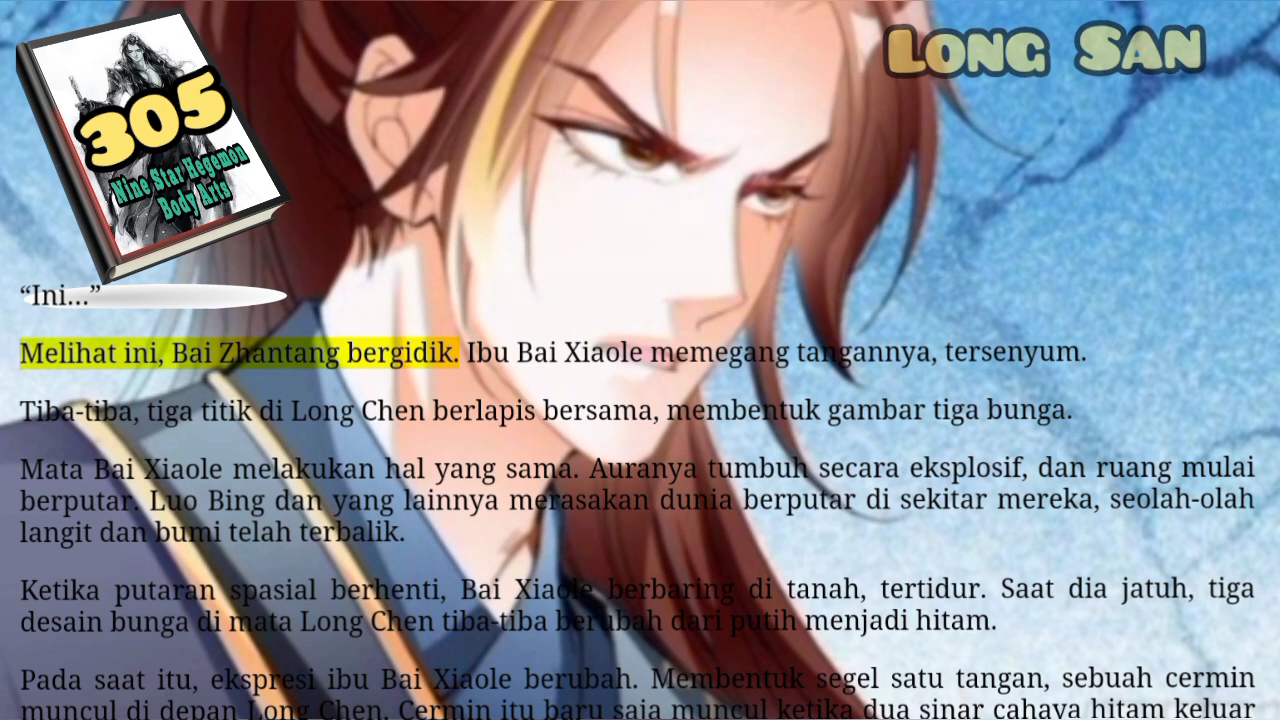 Long San
305
Nine Star Hegemon
Body Arts
“Ini...”
Melihat ini, Bai Zhantang bergidik. Ibu Bai Xiaole memegang tangannya, tersenyum.
Tiba-tiba, tiga titik di Long Chen berlapis bersama, membentuk gambar tiga bunga.
Mata Bai Xiaole melakukan hal yang sama. Auranya tumbuh secara eksplosif, dan ruang mulai
berputar. Luo Bing dan yang lainnya merasakan dunia berputar di sekitar mereka, seolah-olah
langit dan bumi telah terbalik.
Ketika putaran spasial berhenti, Bai Xiaole berbaring di tanah, tertidur. Saat dia jatuh, tiga
desain bunga di mata Long Chen tiba-tiba berubah dari putih menjadi hitam.
Pada saat itu, ekspresi ibu Bai Xiaole berubah. Membentuk segel satu tangan, sebuah cermin
muncul di depan Long Chen. Cermin itu baru saja muncul ketika dua sinar cahaya hitam keluar